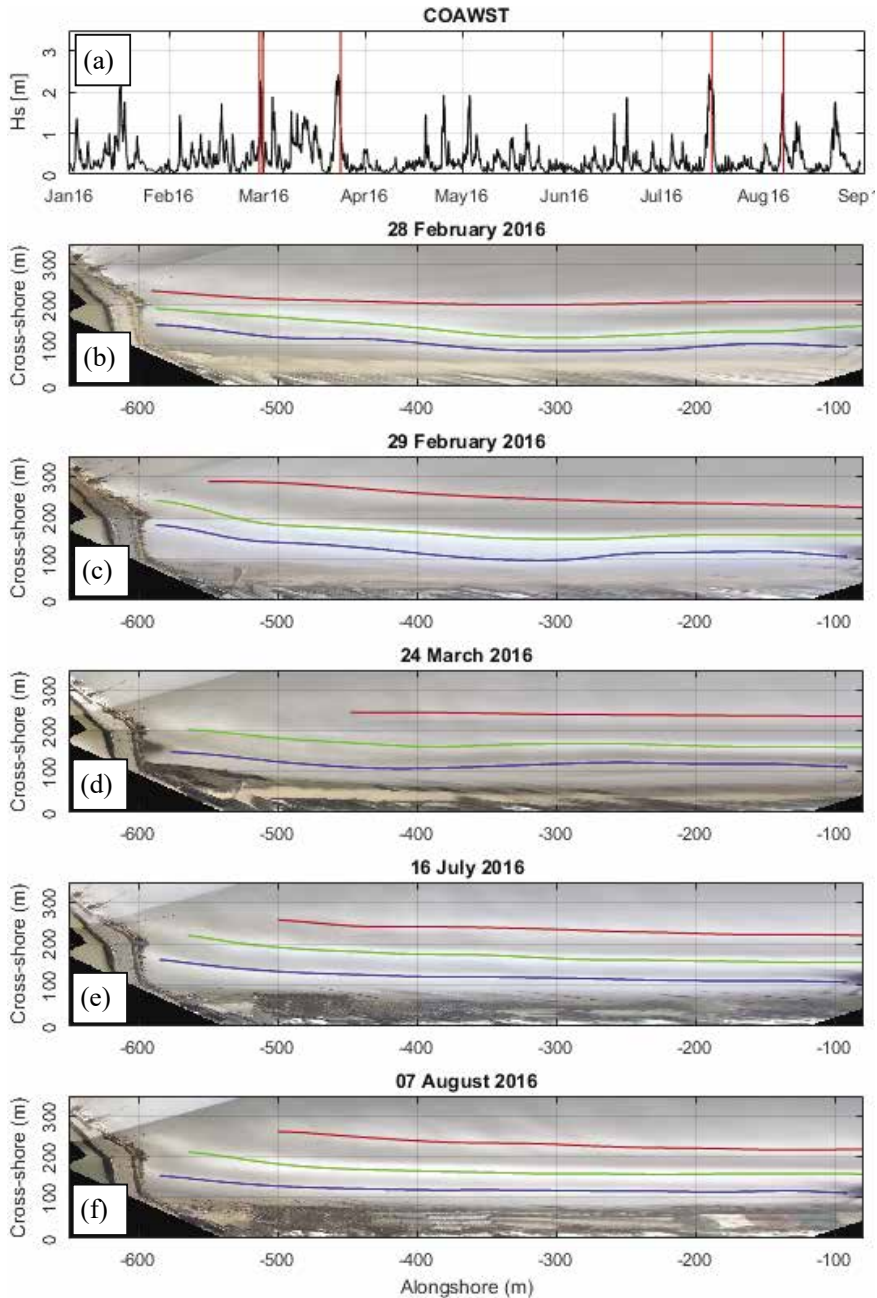 COAWST
(a)
Hs [m]
3
2
1
0
Jan16 Feb16 Mar16 Apr16 May16 Jun16 Jul16 Aug16 Sep1
28 February 2016
(b)
Cross-shore (m)
300
200
100
0
-600 -500 -400 -300 -200 -100
29 February 2016
(c)
Cross-shore (m)
300
200
100
0
-600 -500 -400 -300 -200 -100
24 March 2016
(d)
Cross-shore (m)
300
200
100
0
-600 -500 -400 -300 -200 -100
16 July 2016
(e)
Cross-shore (m)
300
200
100
0
-600 -500 -400 -300 -200 -100
07 August 2016
(f)
Cross-shore (m)
300
200
100
0
-600 -500 -400 -300 -200 -100
Alongshore (m)